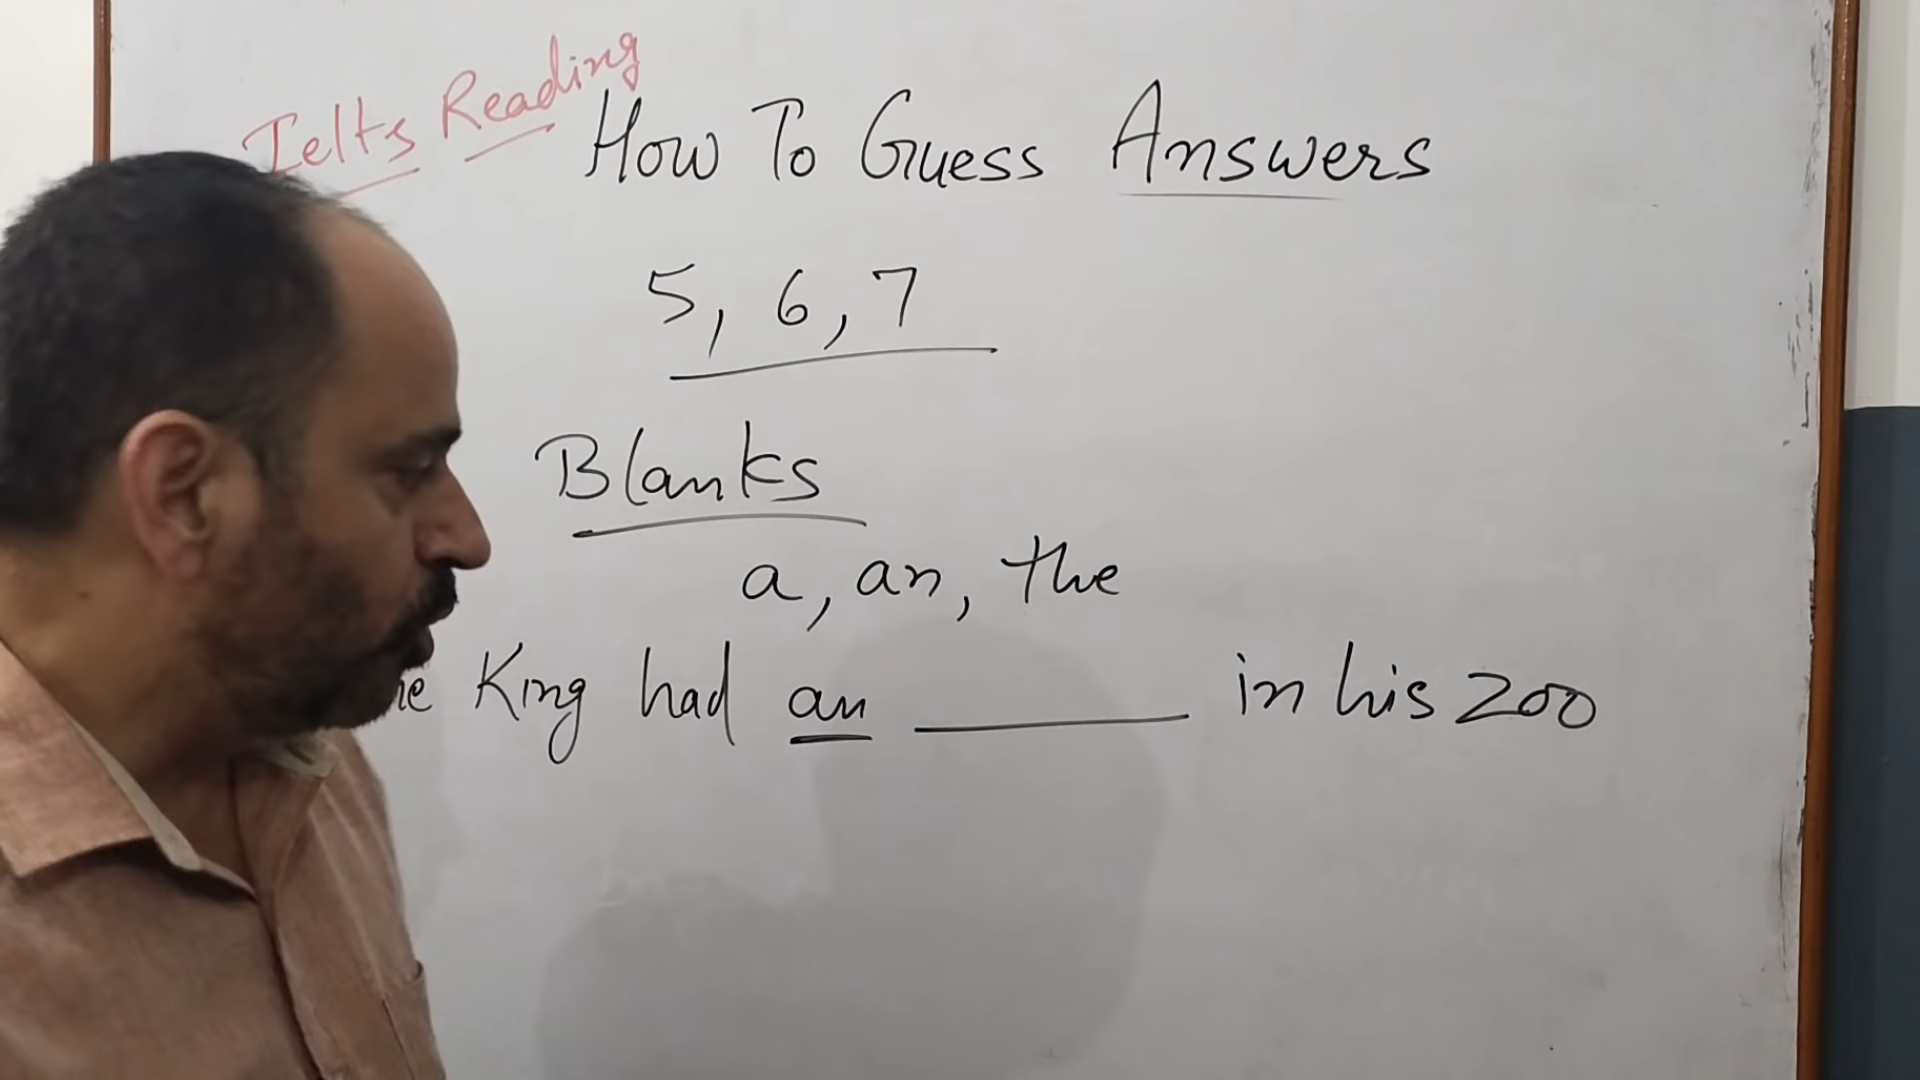 Ielts Reading
How To Guess Answers
5, 6, 7
Blanks
a, an, the
King had an ______ in his zoo